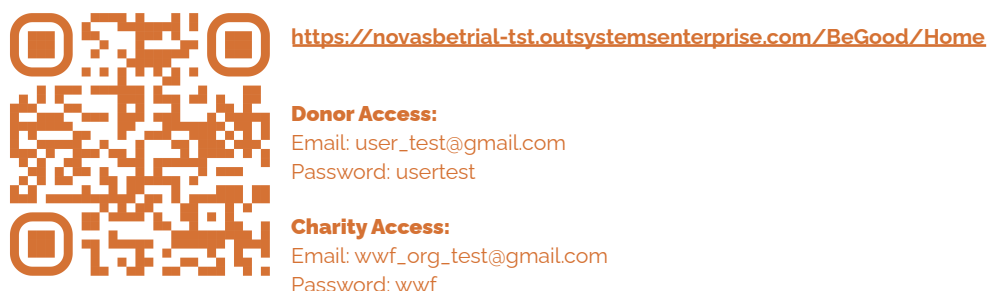 https://novasbetrial-tst.outsystemsenterprise.com/BeGood/Home
Donor Access:
Email: user_test@gmail.com
Password: usertest
Charity Access:
Email: wwf_org_test@gmail.com
Password: wwf